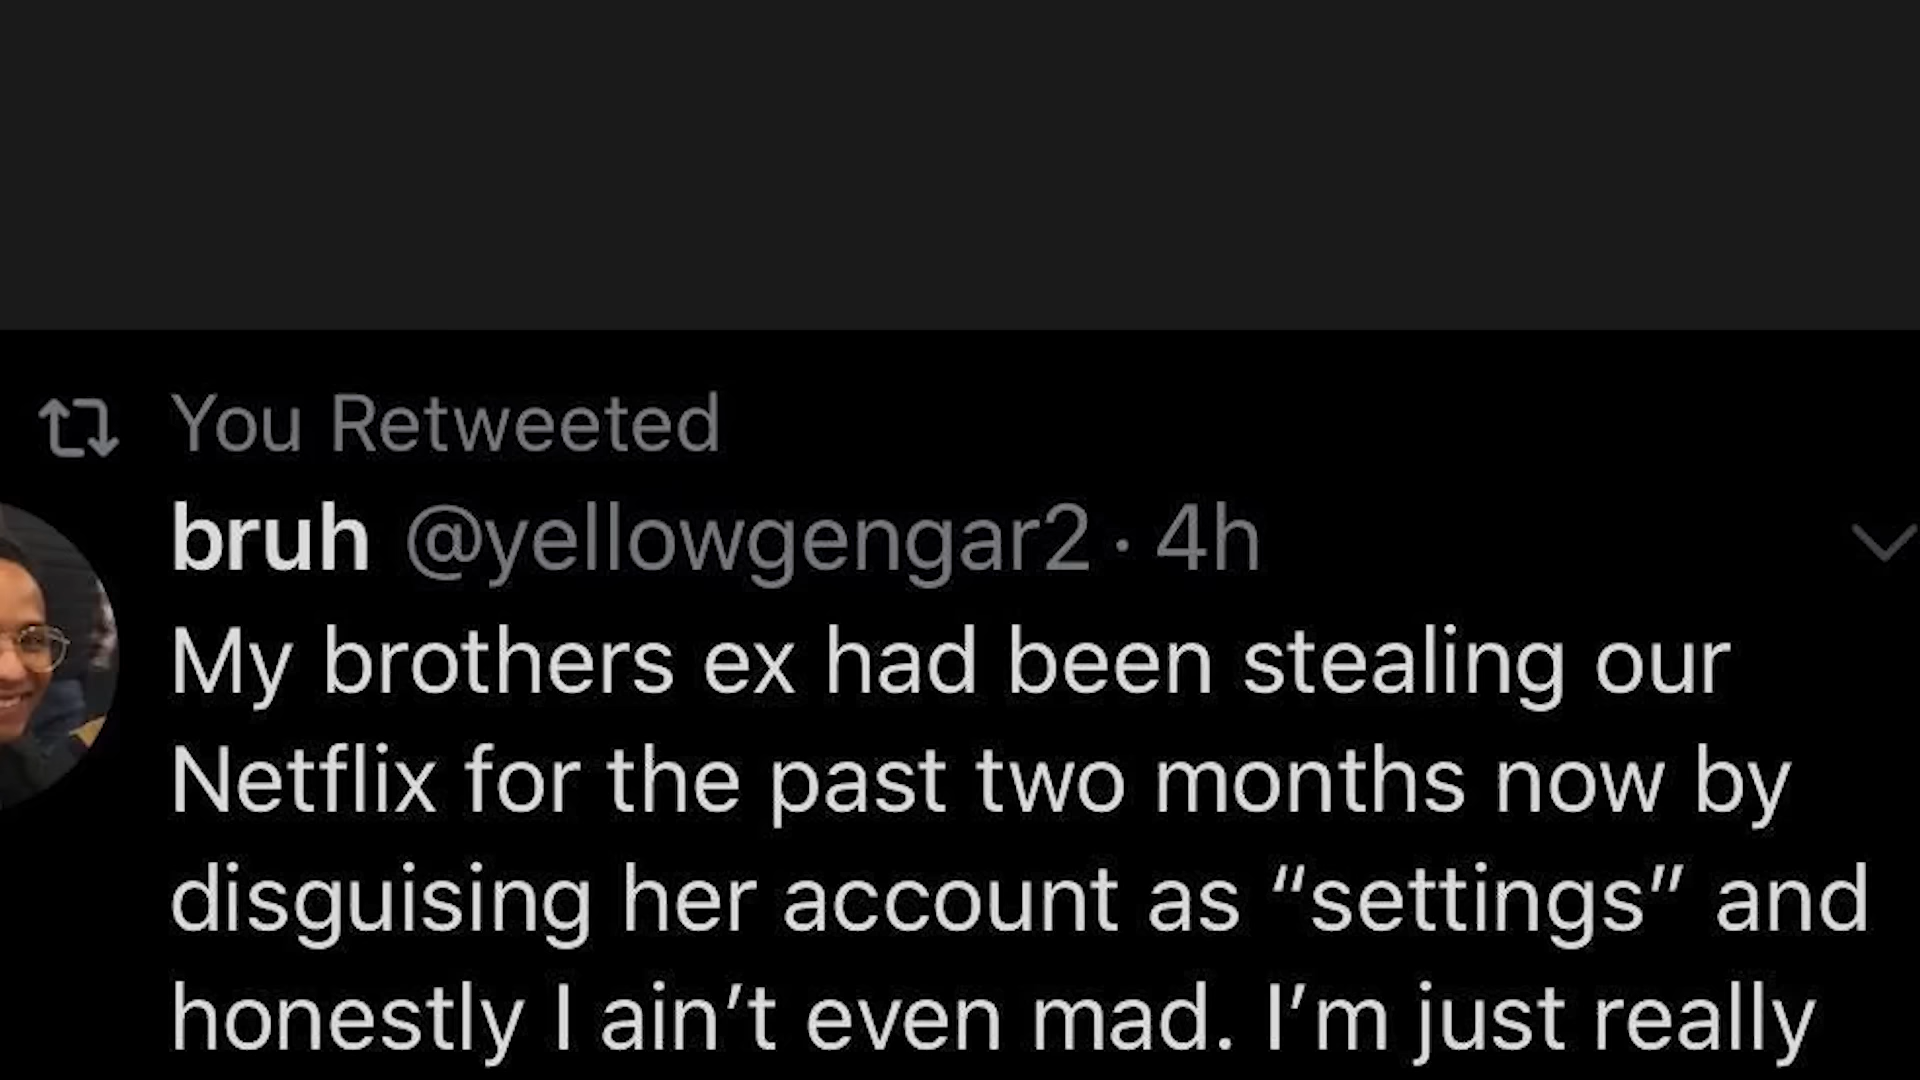 You Retweeted
bruh @yellowgengar2 · 4h
My brothers ex had been stealing our
Netflix for the past two months now by
disguising her account as “settings” and
honestly I ain’t even mad. I’m just really